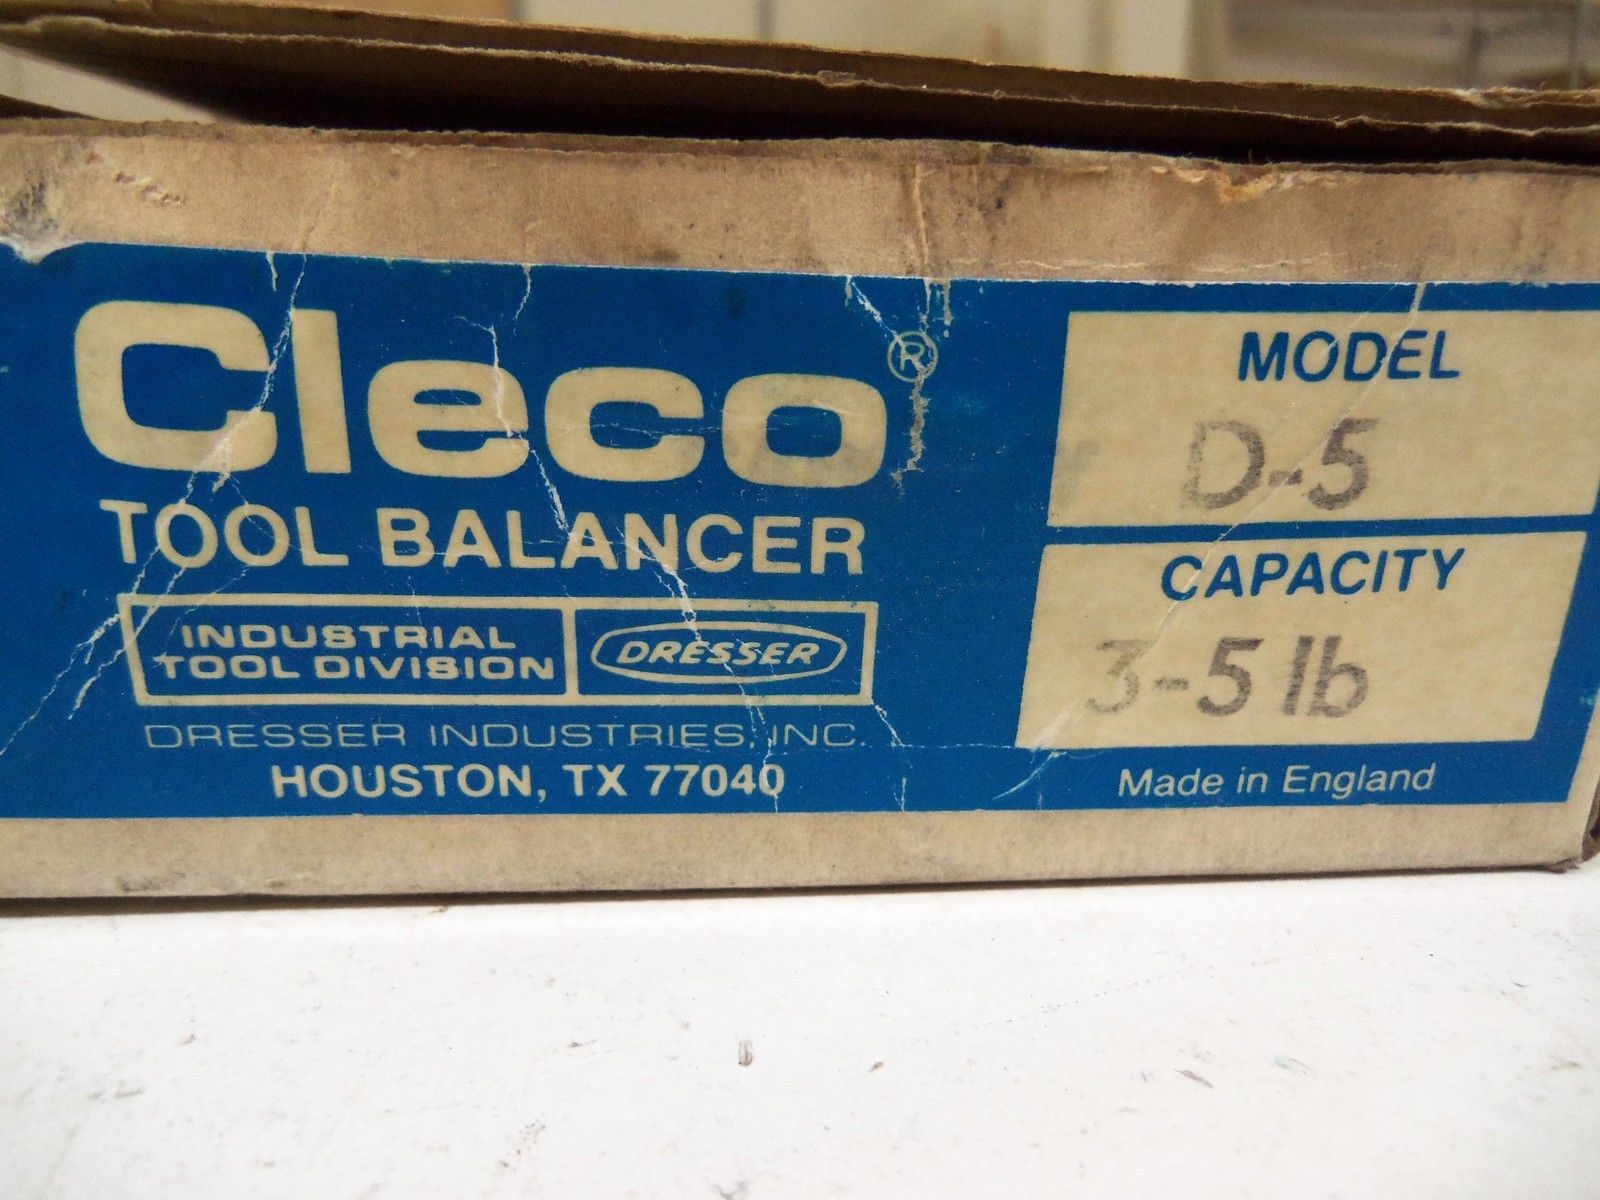 Cleco®
TOOL BALANCER
INDUSTRIAL
TOOL DIVISION
DRESSER
DRESSER INDUSTRIES, INC.
HOUSTON, TX 77040
MODEL
D-5
CAPACITY
3-5 lb
Made in England